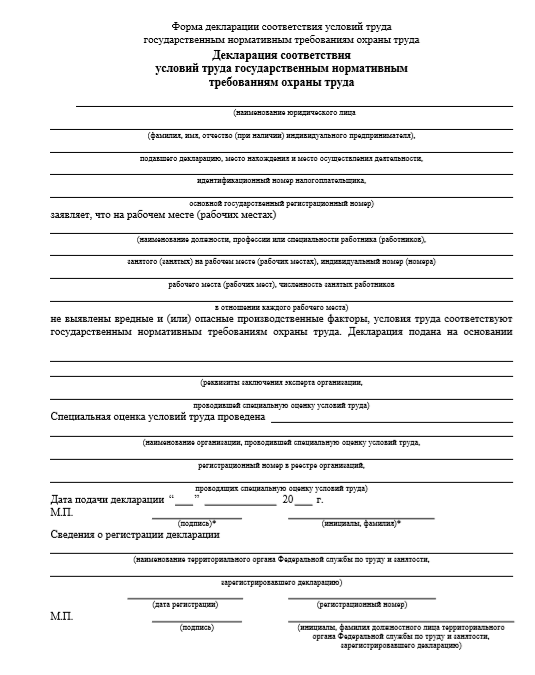 Форма декларации соответствия условий труда
государственным нормативным требованиям охраны труда
Декларация соответствия
условий труда государственным нормативным
требованиям охраны труда
(наименование юридического лица
(фамилия, имя, отчество (при наличии) индивидуального предпринимателя),
подавшего декларацию, место нахождения и место осуществления деятельности,
идентификационный номер налогоплательщика,
основной государственный регистрационный номер)
заявляет, что на рабочем месте (рабочих местах)
(наименование должности, профессии или специальности работника (работников),
занятого (занятых) на рабочем месте (рабочих местах), индивидуальный номер (номера)
рабочего места (рабочих мест), численность занятых работников
в отношении каждого рабочего места)
не выявлены вредные и (или) опасные производственные факторы, условия труда соответствуют
государственным нормативным требованиям охраны труда. Декларация подана на основании
(реквизиты заключения эксперта организации,
проводившей специальную оценку условий труда)
Специальная оценка условий труда проведена
(наименование организации, проводившей специальную оценку условий труда,
регистрационный номер в реестре организаций,
проводящих специальную оценку условий труда)
Дата подачи декларации “___” ____________ 20___ г.
М.П.
(подпись)* (инициалы, фамилия)*
Сведения о регистрации декларации
(наименование территориального органа Федеральной службы по труду и занятости,
зарегистрировавшего декларацию)
(дата регистрации) (регистрационный номер)
М.П.
(подпись) (инициалы, фамилия должностного лица территориального
органа Федеральной службы по труду и занятости,
зарегистрировавшего декларацию)